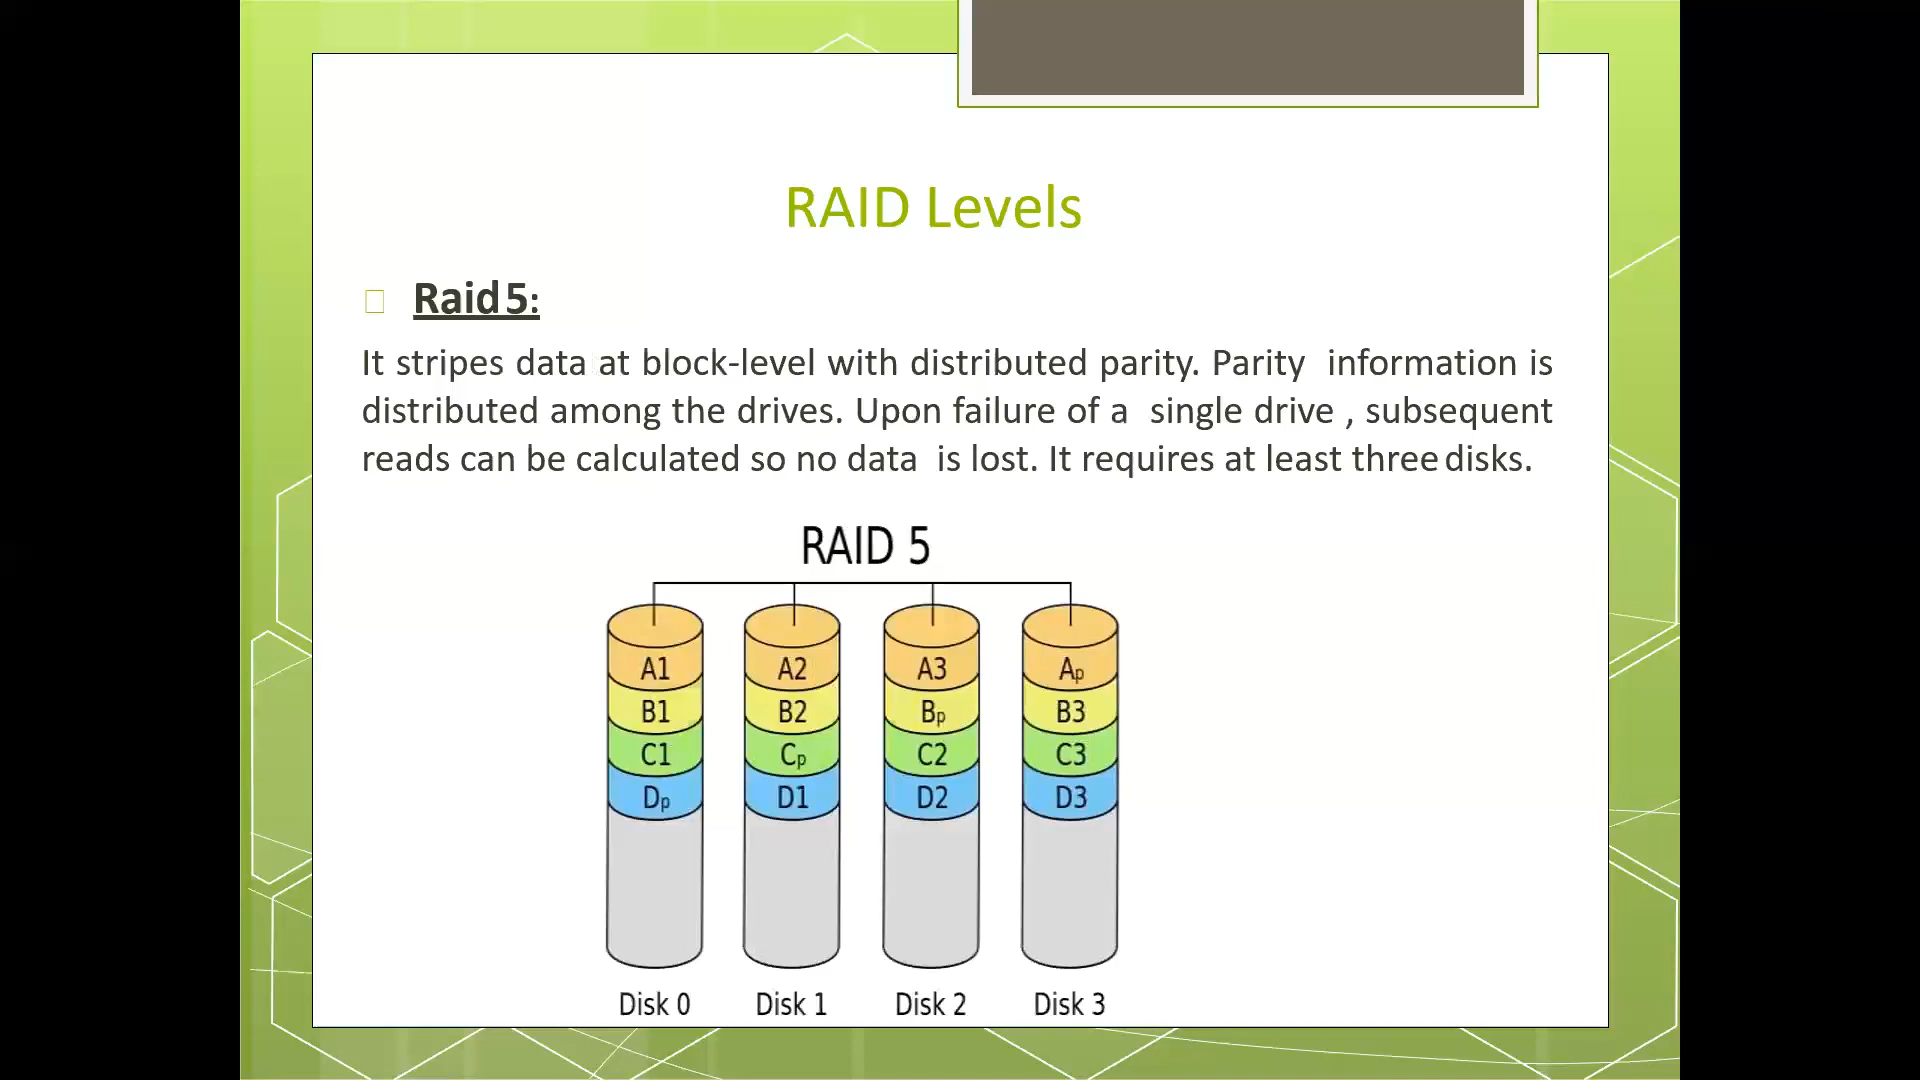 RAID Levels
Raid 5:
It stripes data at block-level with distributed parity. Parity information is
distributed among the drives. Upon failure of a single drive , subsequent
reads can be calculated so no data is lost. It requires at least three disks.
RAID 5
A1 A2 A3 Ap
B1 B2 Bp B3
C1 Cp C2 C3
Dp D1 D2 D3
Disk 0 Disk 1 Disk 2 Disk 3